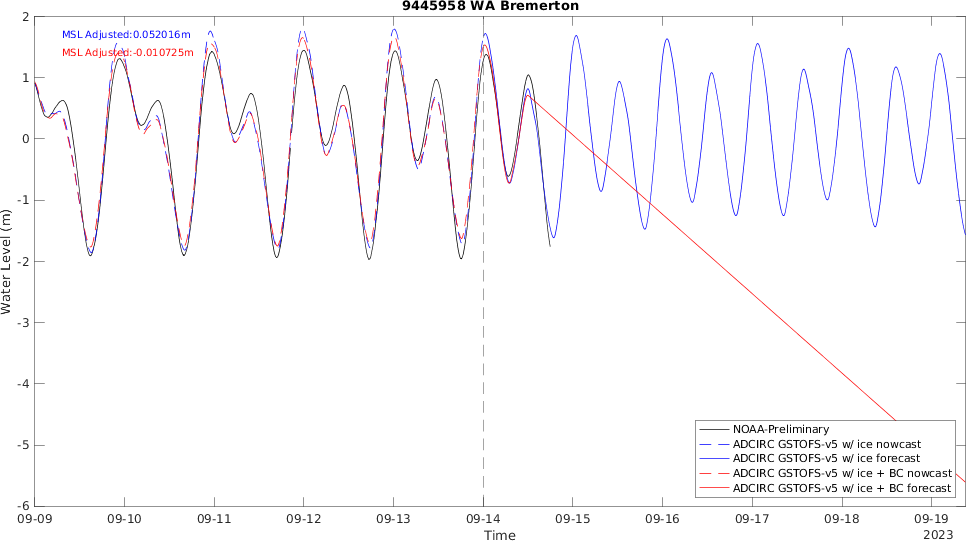 9445958 WA Bremerton
MSL Adjusted:0.052016m
MSL Adjusted:-0.010725m
Water Level (m)
2
1
0
-1
-2
-3
-4
-5
-6
NOAA-Preliminary
ADCIRC GSTOFS-v5 w/ ice nowcast
ADCIRC GSTOFS-v5 w/ ice forecast
ADCIRC GSTOFS-v5 w/ ice + BC nowcast
ADCIRC GSTOFS-v5 w/ ice + BC forecast
09-09 09-10 09-11 09-12 09-13 09-14 09-15 09-16 09-17 09-18 09-19
Time
2023